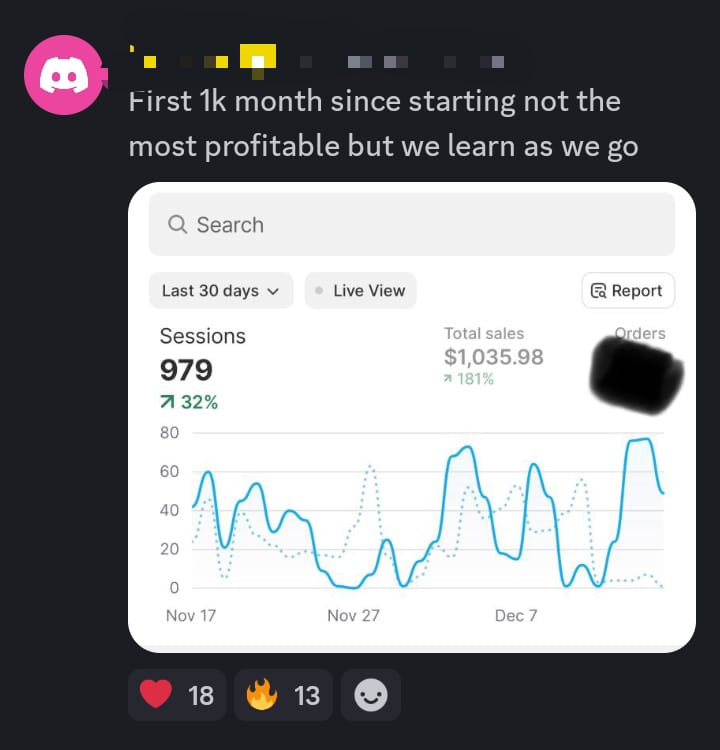 First 1k month since starting not the
most profitable but we learn as we go
Search
Last 30 days
Live View
Report
Sessions
979
32%
Total sales
$1,035.98
181%
Orders
80
60
40
20
0
Nov 17
Nov 27
Dec 7
18
13